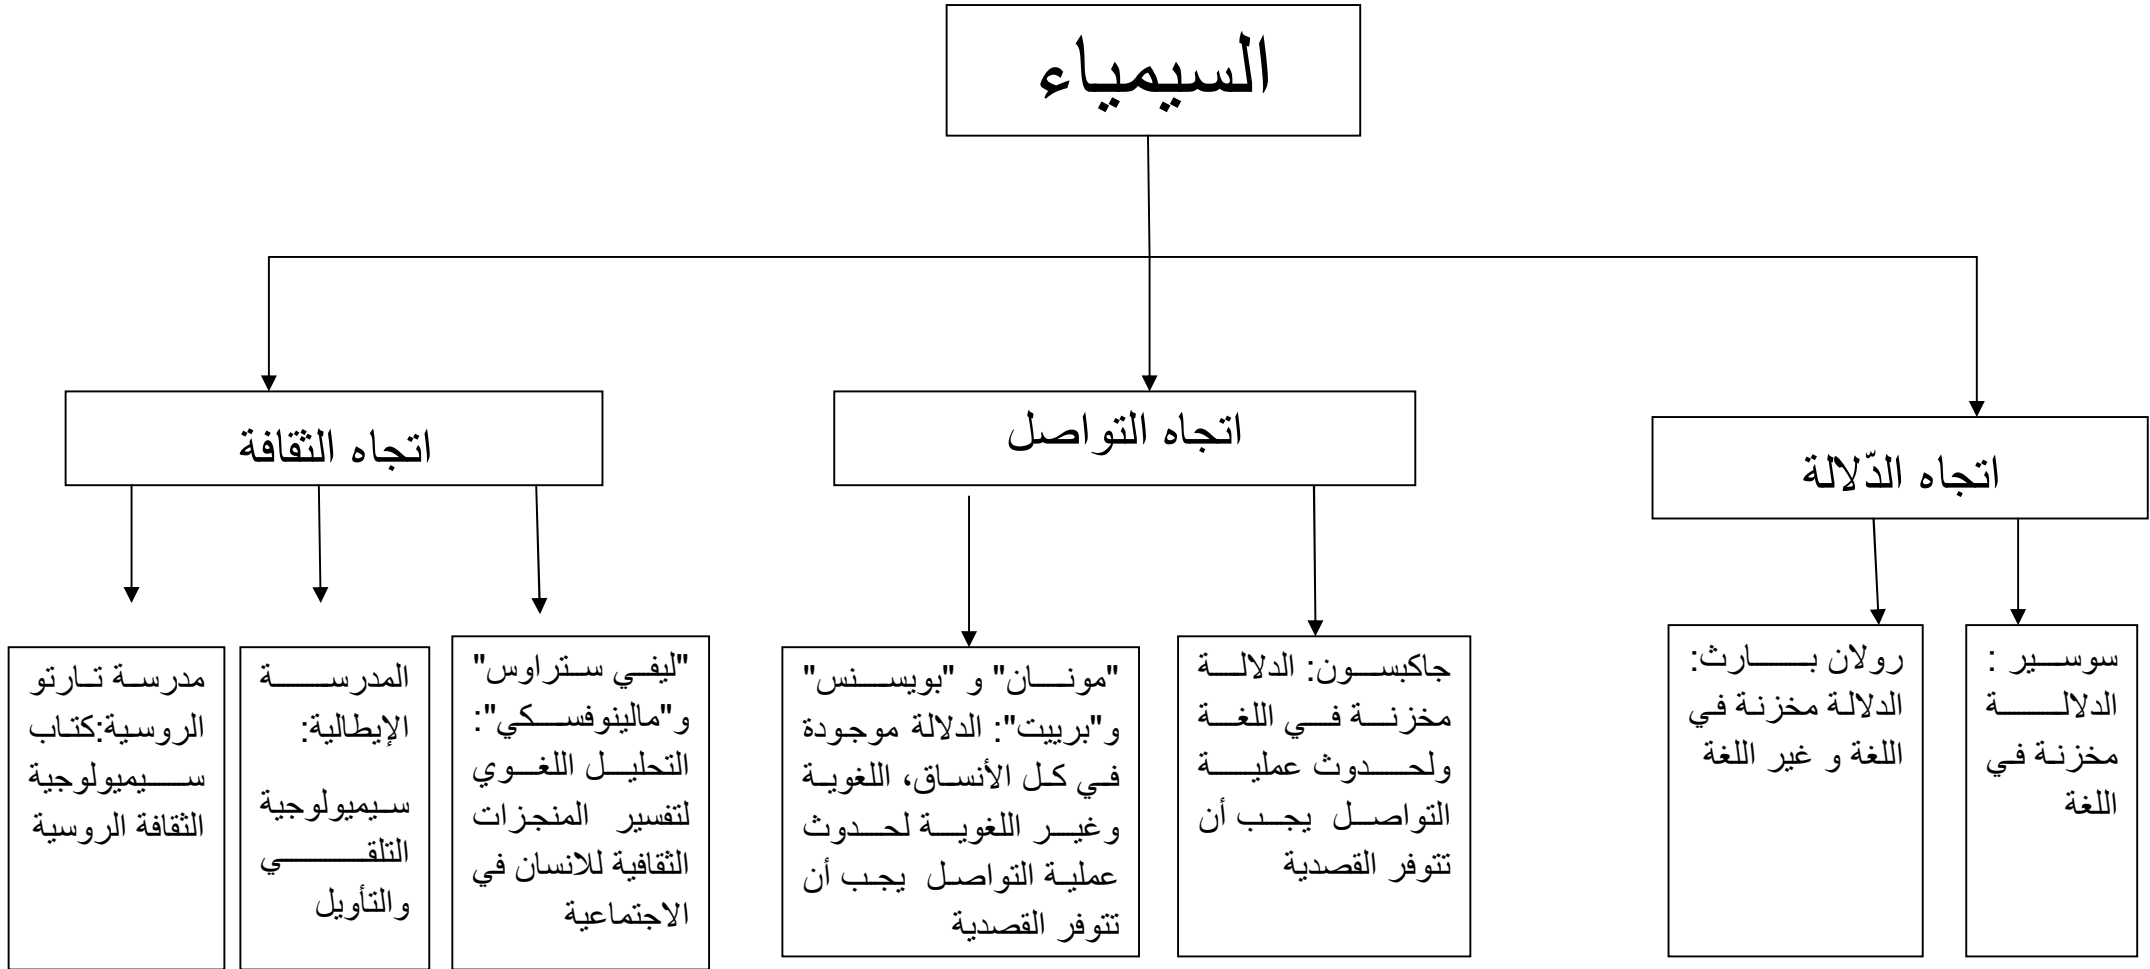 السيمياء
اتجاه الدّلالة
اتجاه التواصل
اتجاه الثقافة
سوسير :
الدلالة
مخزنة في
اللغة
رولان بارث:
الدلالة مخزنة في
اللغة و غير اللغة
جاكبسون: الدلالة
مخزنة في اللغة
ولحدوث عملية
التواصل يجب أن
تتوفر القصدية
"مونان" و "بويسنس"
و"برييت": الدلالة موجودة
في كل الأنساق، اللغوية
وغير اللغوية لحدوث
عملية التواصل يجب أن
تتوفر القصدية
"ليفي ستراوس"
و"مالينوفسكي":
التحليل اللغوي
لتفسير المنجزات
الثقافية للانسان في
الاجتماعية
المدرسة
الإيطالية:
سيميولوجية
التلقي
والتأويل
مدرسة تارتو
الروسية:كتاب
سيميولوجية
الثقافة الروسية